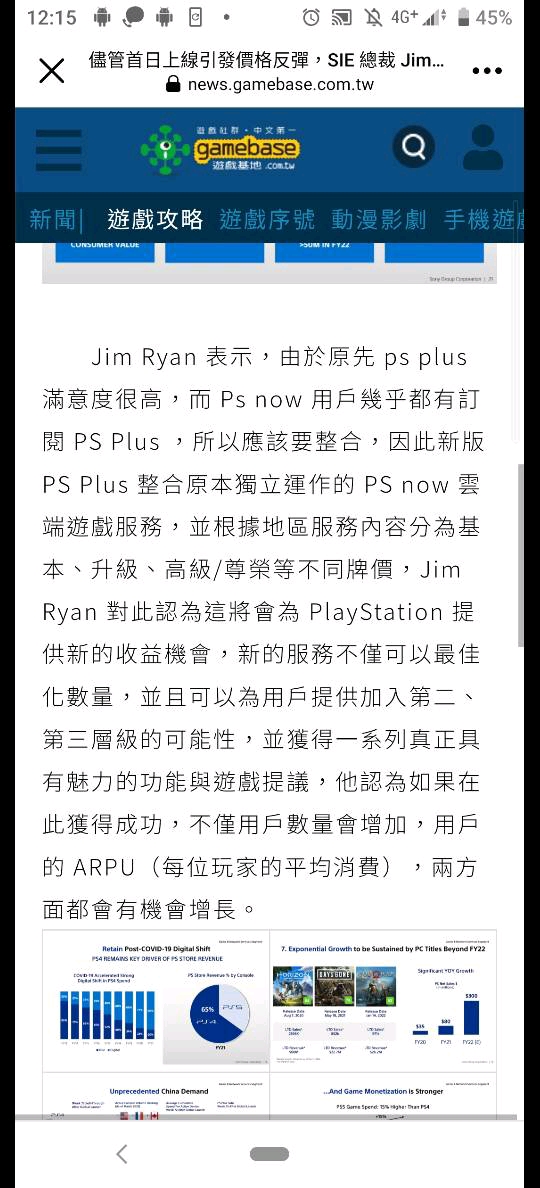 12:15
4G+
45%
儘管首日上線引發價格反彈，SIE 總裁 Jim...
news.gamebase.com.tw
遊戲社群·中文第一
gamebase
遊戲基地 .com.tw
新聞| 遊戲攻略 遊戲序號 動漫影劇 手機遊戲
CONSUMER VALUE
>50M IN FY22
Sony Group Corporation
Jim Ryan 表示，由於原先 ps plus
滿意度很高，而 Ps now 用戶幾乎都有訂
閱 PS Plus ，所以應該要整合，因此新版
PS Plus 整合原本獨立運作的 PS now 雲
端遊戲服務，並根據地區服務內容分為基
本、升級、高級/尊榮等不同牌價，Jim
Ryan 對此認為這將會為 PlayStation 提
供新的收益機會，新的服務不僅可以最佳
化數量，並且可以為用戶提供加入第二、
第三層級的可能性，並獲得一系列真正具
有魅力的功能與遊戲提議，他認為如果在
此獲得成功，不僅用戶數量會增加，用戶
的 ARPU（每位玩家的平均消費），兩方
面都會有機會增長。
Retain Post-COVID-19 Digital Shift
PS4 REMAINS KEY DRIVER OF PS STORE REVENUE
COVID-19 Accelerated Strong
Digital Shift in PS4 Spend
PS Store Revenue % by Console
65%
PS5
PS4
FY21
7. Exponential Growth to be Sustained by PC Titles Beyond FY22
HORIZON
DAYS GONE
Significant YOY Growth
Release Date
Release Date
Release Date
$35
$80
$300
FY20
FY21
FY22 (E)
Unprecedented China Demand
...And Game Monetization is Stronger
PS5 Game Spend: 15% Higher Than PS4